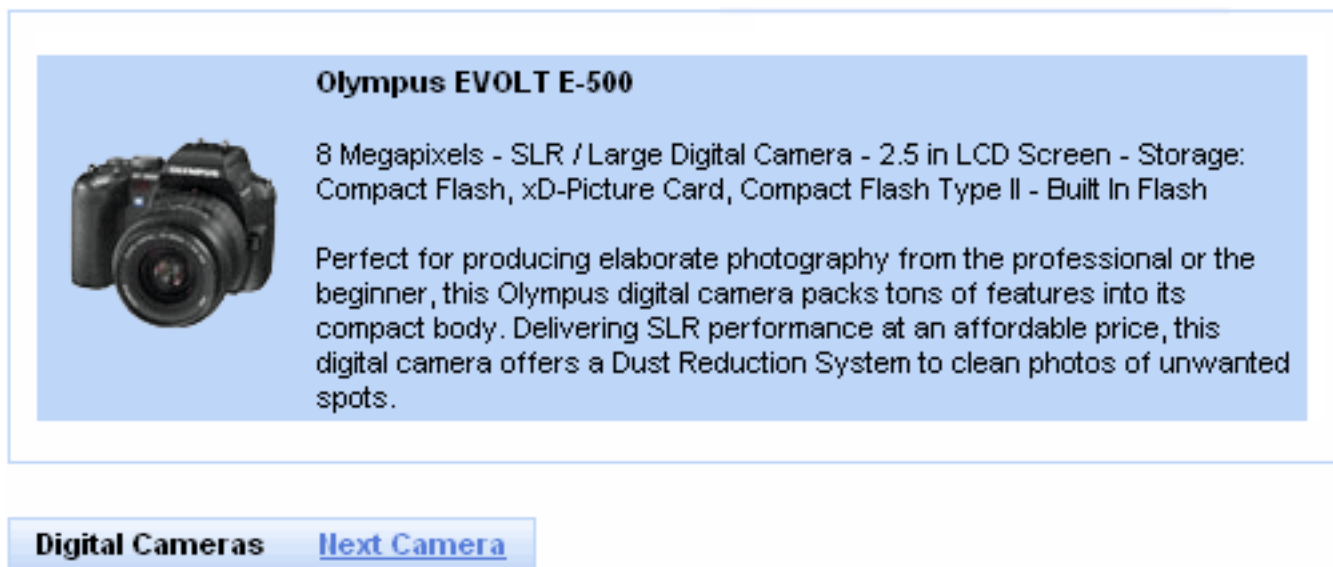 Olympus EVOLT E-500
8 Megapixels - SLR / Large Digital Camera - 2.5 in LCD Screen - Storage:
Compact Flash, xD-Picture Card, Compact Flash Type II - Built In Flash
Perfect for producing elaborate photography from the professional or the
beginner, this Olympus digital camera packs tons of features into its
compact body. Delivering SLR performance at an affordable price, this
digital camera offers a Dust Reduction System to clean photos of unwanted
spots.
OLYMPUS
Digital Cameras Next Camera